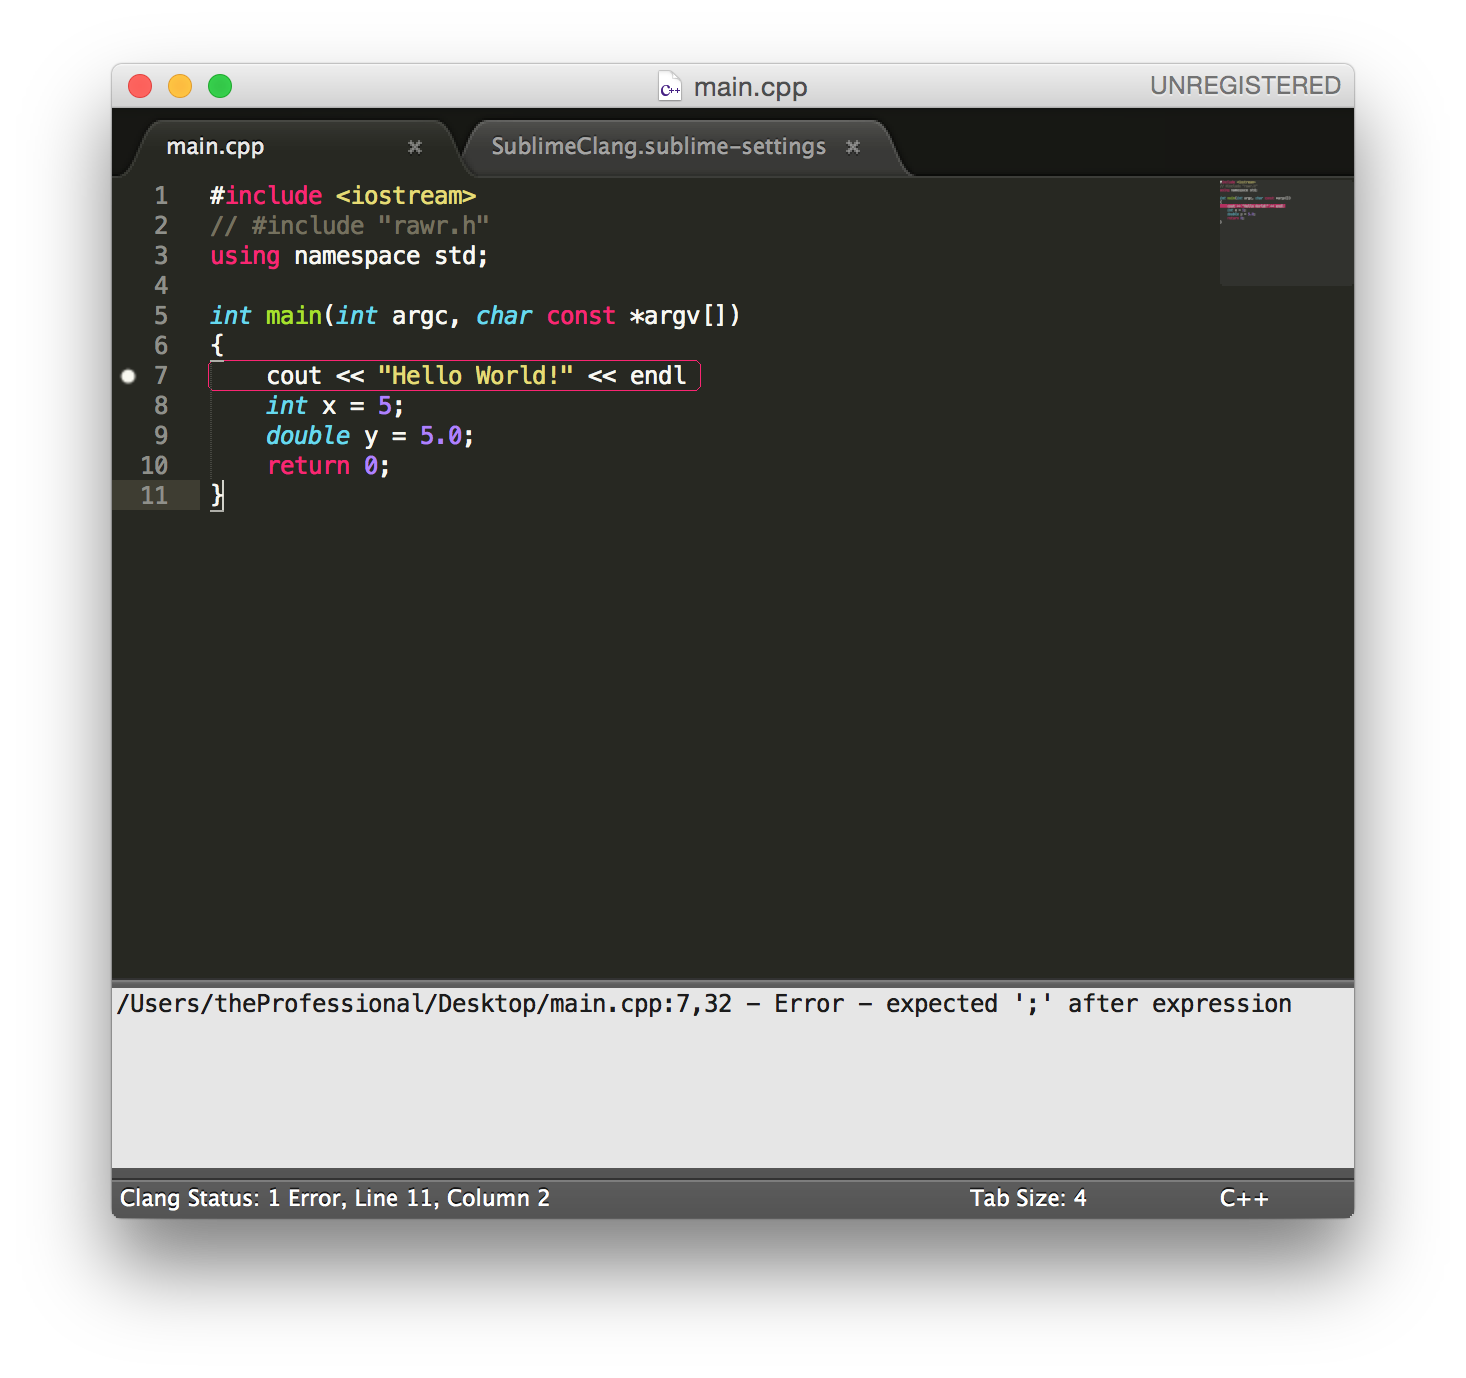 main.cpp
UNREGISTERED
main.cpp
SublimeClang.sublime-settings
1 #include <iostream>
2 // #include "rawr.h"
3 using namespace std;
4
5 int main(int argc, char const *argv[])
6 {
7     cout << "Hello World!" << endl
8     int x = 5;
9     double y = 5.0;
10     return 0;
11 }
/Users/theProfessional/Desktop/main.cpp:7,32 – Error – expected ';' after expression
Clang Status: 1 Error, Line 11, Column 2
Tab Size: 4
C++